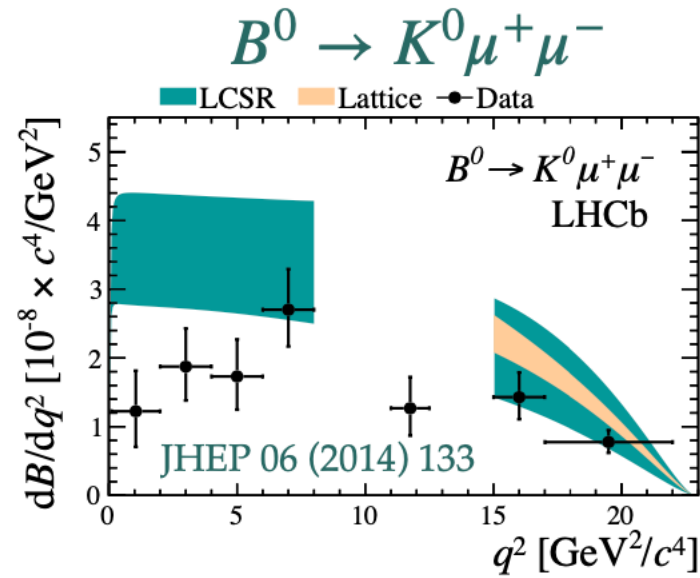 B⁰ → K⁰μ⁺μ⁻
LCSR Lattice Data
B⁰ → K⁰μ⁺μ⁻
LHCb
JHEP 06 (2014) 133
dB/dq² [10⁻⁸ × c⁴/GeV²]
5
4
3
2
1
0
0 5 10 15 20
q² [GeV²/c⁴]